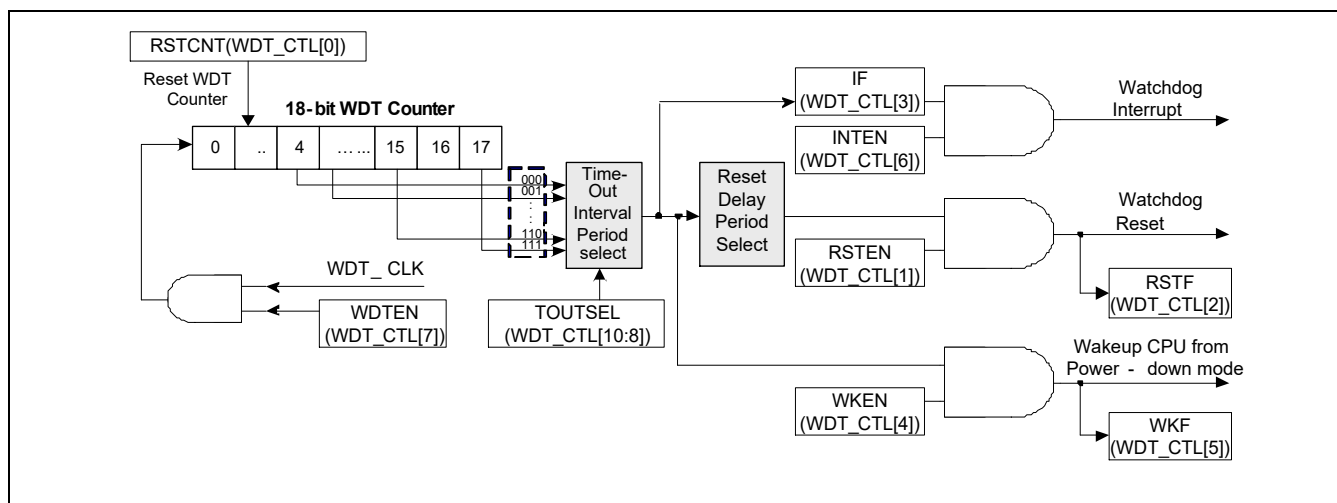 RSTCNT(WDT_CTL[0])
Reset WDT
Counter
18-bit WDT Counter
0
..
4
... ...
15
16
17
000
001
110
111
Time-
Out
Interval
Period
select
TOUTSEL
(WDT_CTL[10:8])
WDT_ CLK
WDTEN
(WDT_CTL[7])
Reset
Delay
Period
Select
IF
(WDT_CTL[3])
INTEN
(WDT_CTL[6])
Watchdog
Interrupt
RSTEN
(WDT_CTL[1])
Watchdog
Reset
RSTF
(WDT_CTL[2])
WKEN
(WDT_CTL[4])
Wakeup CPU from
Power - down mode
WKF
(WDT_CTL[5])